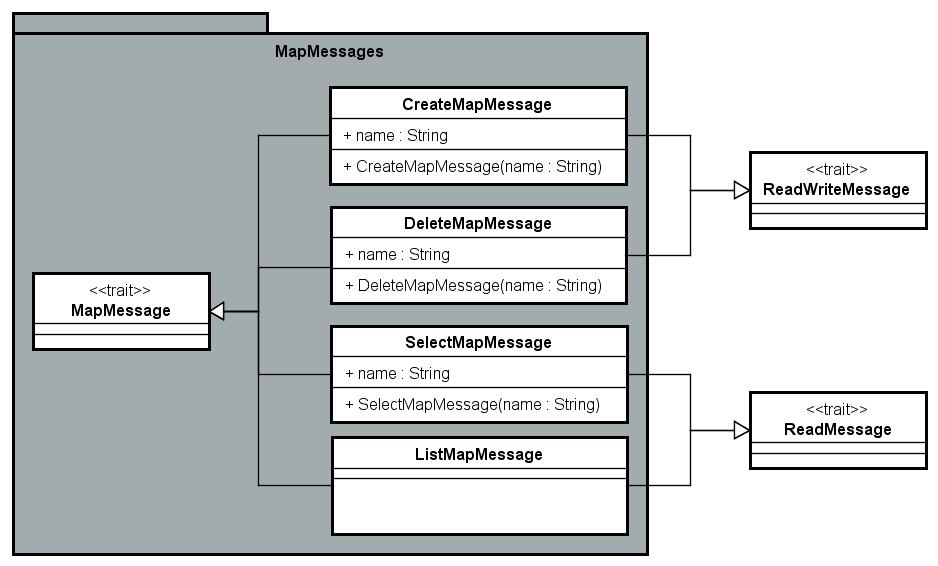 MapMessages
CreateMapMessage
+ name : String
+ CreateMapMessage(name : String)
<<trait>>
ReadWriteMessage
DeleteMapMessage
+ name : String
+ DeleteMapMessage(name : String)
<<trait>>
MapMessage
SelectMapMessage
+ name : String
+ SelectMapMessage(name : String)
<<trait>>
ReadMessage
ListMapMessage